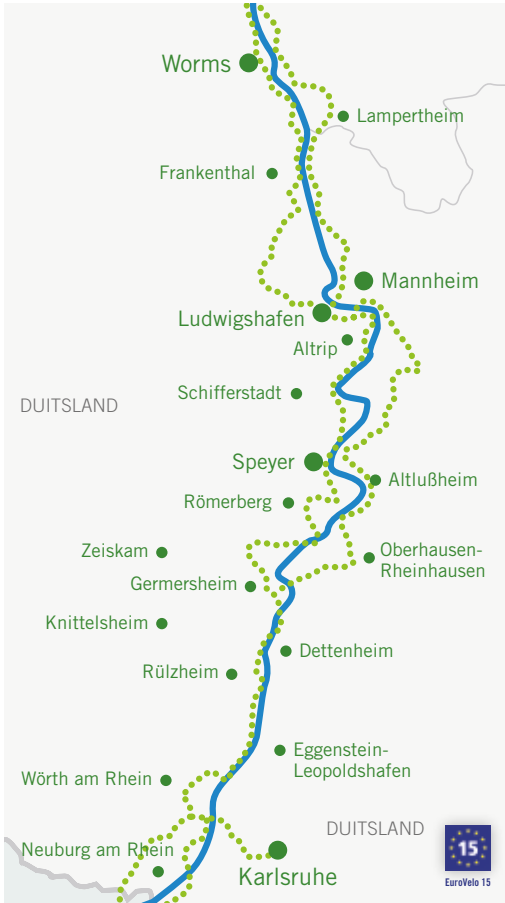 Worms
Lampertheim
Frankenthal
Mannheim
Ludwigshafen
Altrip
Schifferstadt
DUITSLAND
Speyer
Altlußheim
Römerberg
Zeiskam
Oberhausen-
Rheinhausen
Germersheim
Knittelsheim
Dettenheim
Rülzheim
Eggenstein-
Leopoldshafen
Wörth am Rhein
DUITSLAND
Neuburg am Rhein
15
Karlsruhe
EuroVelo 15